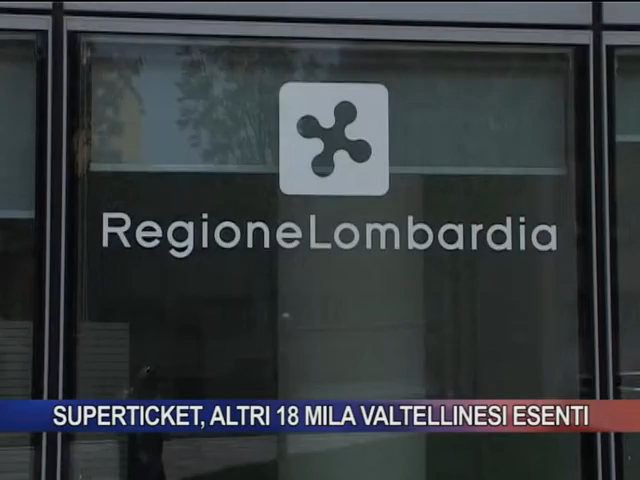 RegioneLombardia
SUPERTICKET, ALTRI 18 MILA VALTELLINESI ESENTI